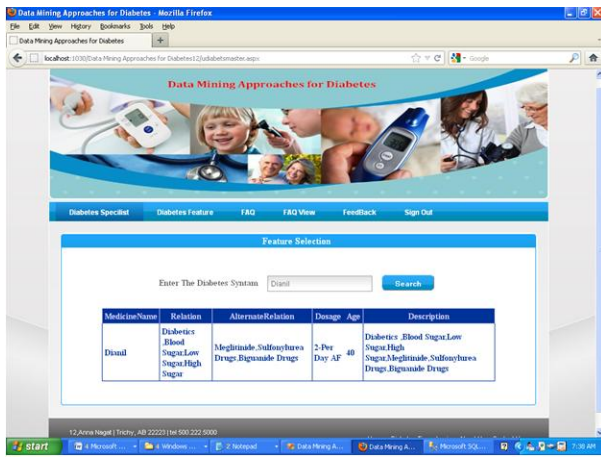 Data Mining Approaches for Diabetes - Mozilla Firefox
File Edit View History Bookmarks Tools Help
Data Mining Approaches for Diabetes
localhost:1030/Data Mining Approaches for Diabetes12/udiabetsmaster.aspx
Google
Data Mining Approaches for Diabetes
Diabetes Specilist Diabetes Feature FAQ FAQ View FeedBack Sign Out
Feature Selection
Enter The Diabetes Syntam Dianil Search
MedicineName Relation AlternateRelation Dosage Age Description
Dianil
Diabetics
,Blood
Sugar,Low
Sugar,High
Sugar
Meglitinide,Sulfonylurea
Drugs,Biguanide Drugs
2-Per
Day AF
40
Diabetics ,Blood Sugar,Low
Sugar,High
Sugar,Meglitinide,Sulfonylurea
Drugs,Biguanide Drugs
12,Anna Nagat | Trichy, AB 22223 | tel 500 222 5000
start 4 Microsoft ... 4 Windows ... 2 Notepad Data Mining A... Data Mining A... Microsoft SQL... 7:30 AM